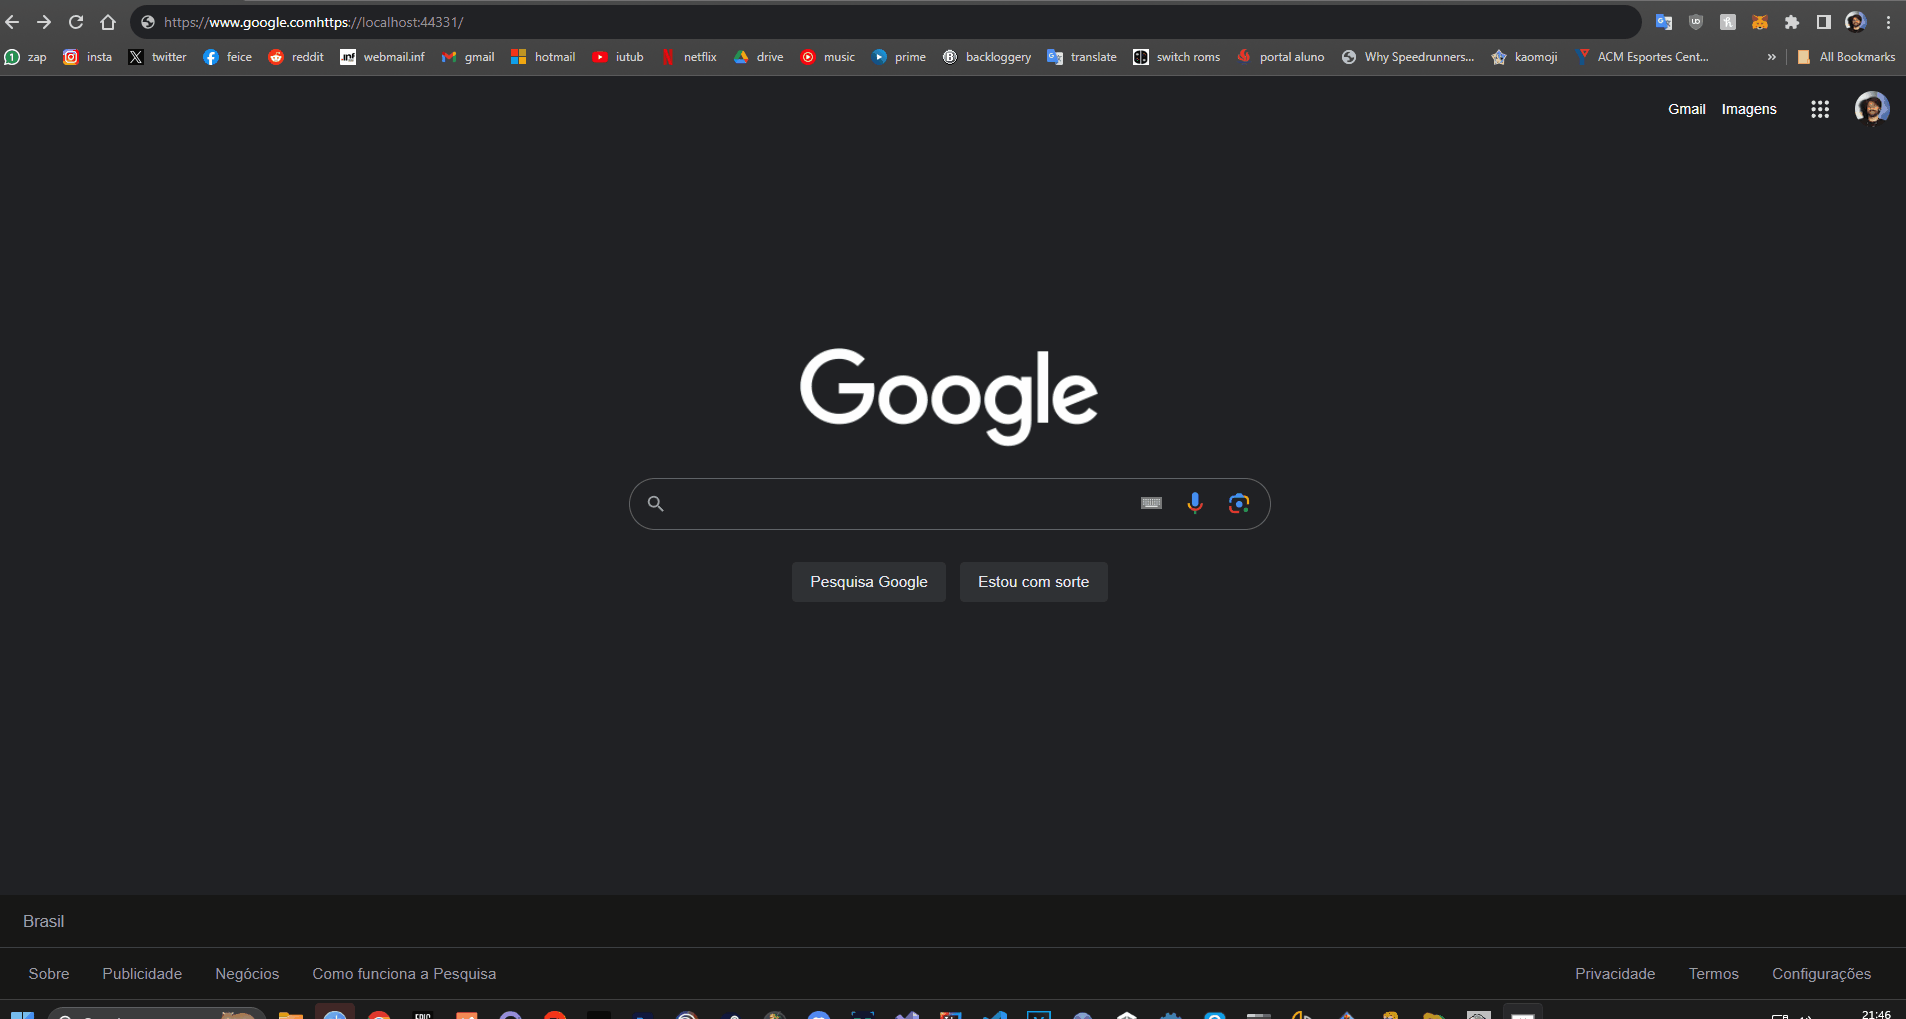 https://www.google.comhttps://localhost:44331/
zap insta twitter feice reddit webmail.inf gmail hotmail iutub netflix drive music prime backloggery translate switch roms portal aluno Why Speedrunners... kaomoji ACM Esportes Cent... » All Bookmarks
Gmail Imagens
Google
Pesquisa Google Estou com sorte
Brasil
Sobre Publicidade Negócios Como funciona a Pesquisa Privacidade Termos Configurações
21:46